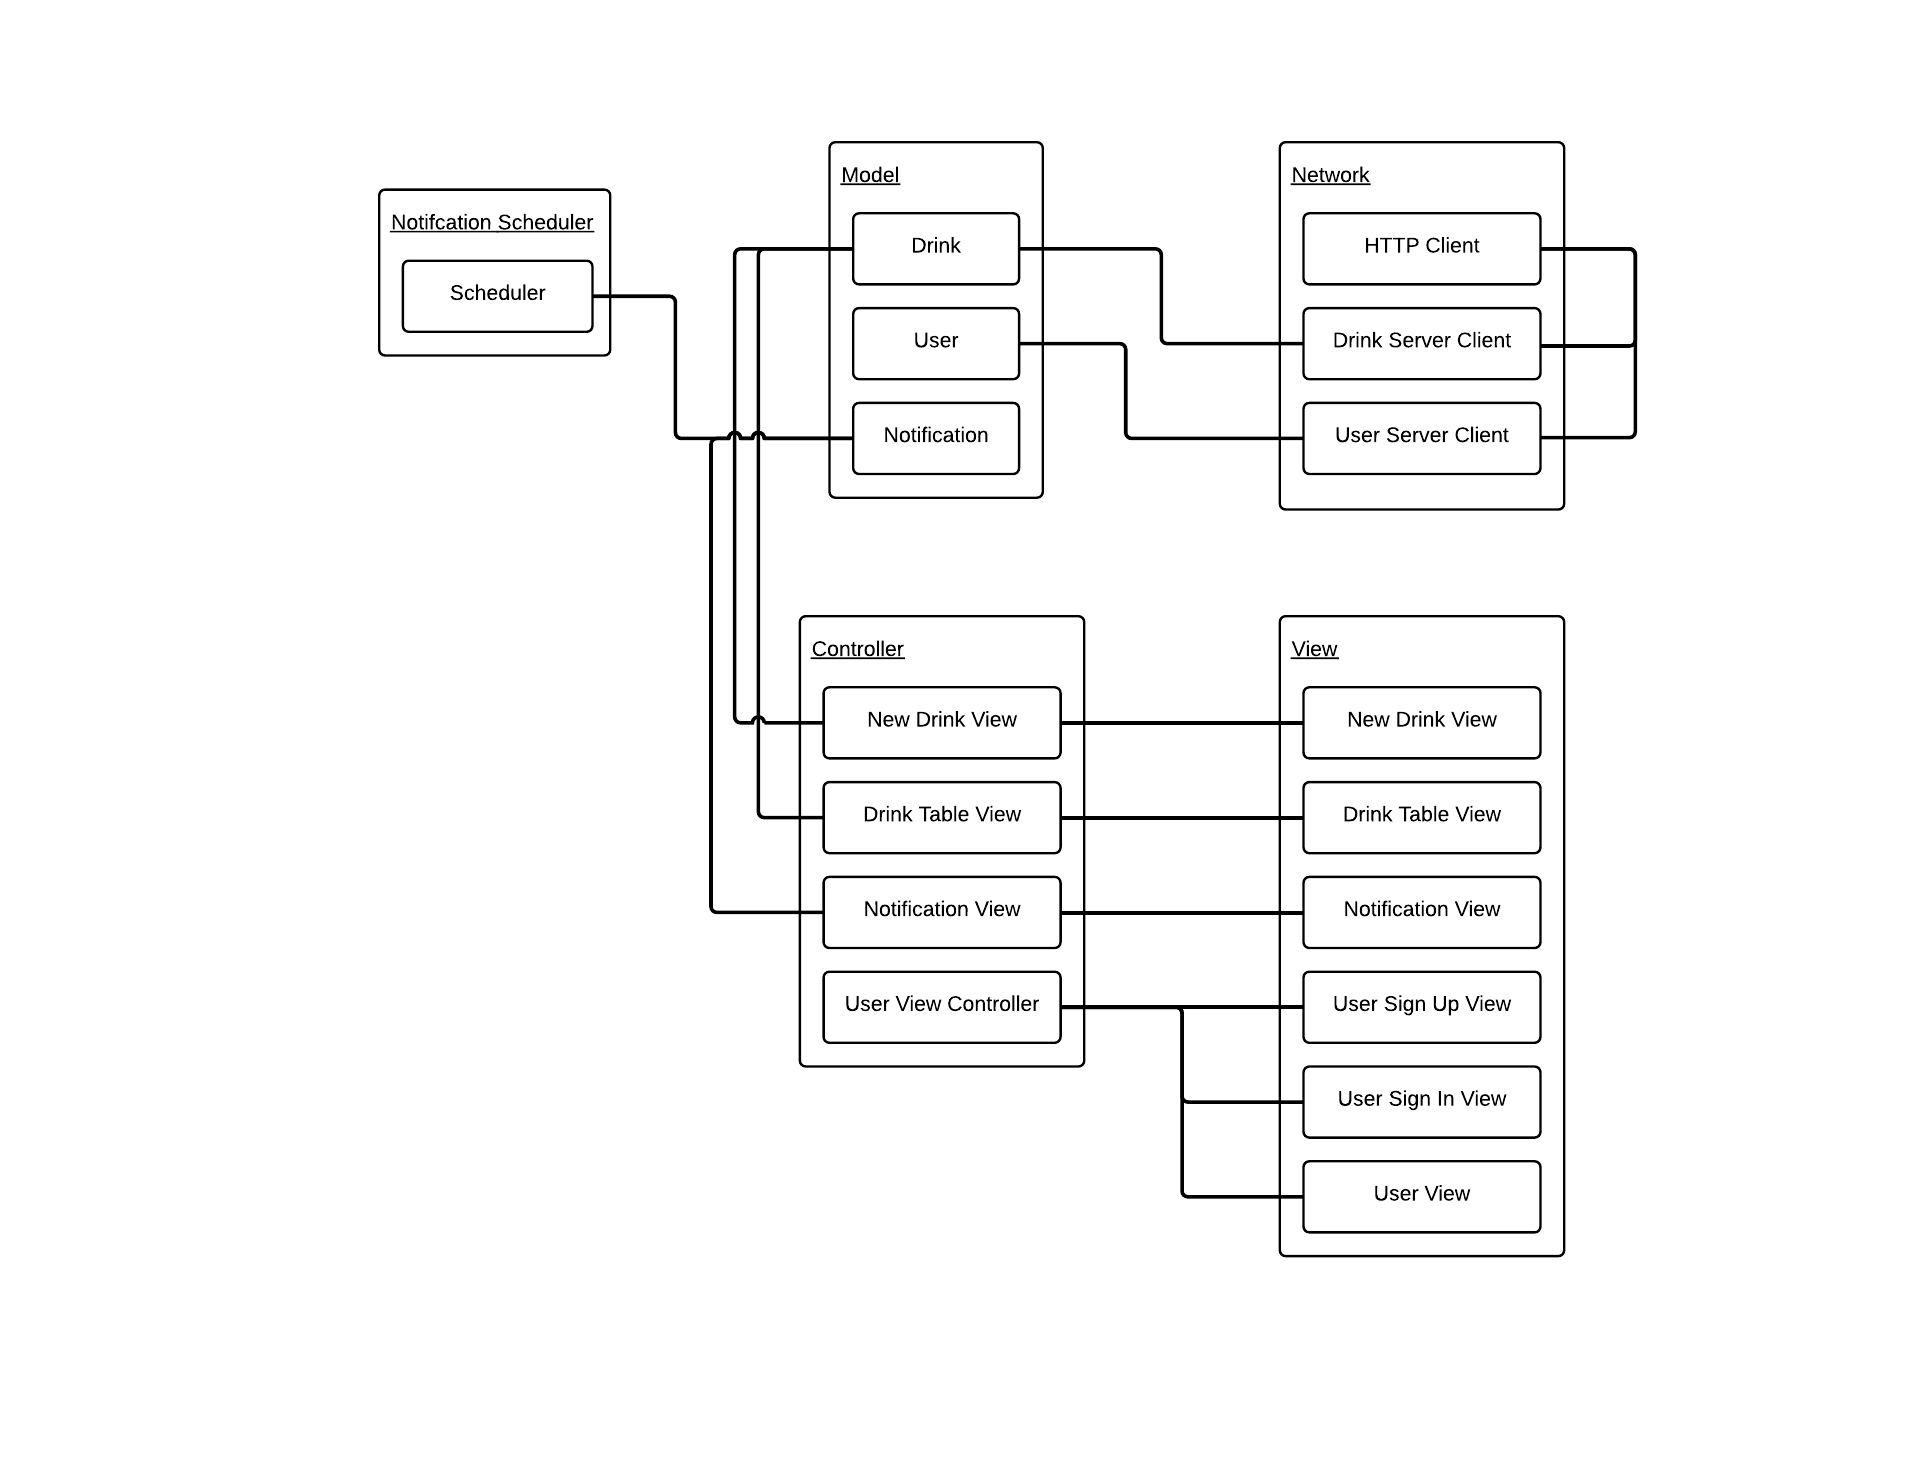 Notifcation Scheduler
Scheduler
Model
Drink
User
Notification
Network
HTTP Client
Drink Server Client
User Server Client
Controller
New Drink View
Drink Table View
Notification View
User View Controller
View
New Drink View
Drink Table View
Notification View
User Sign Up View
User Sign In View
User View